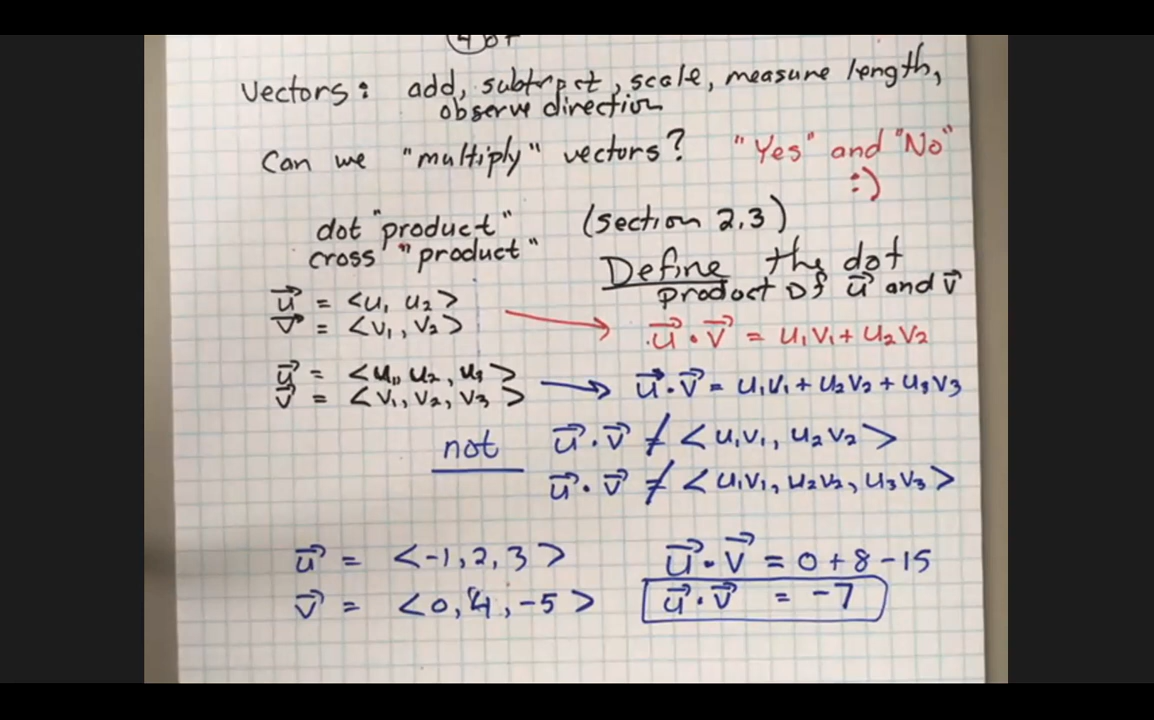 vectors: add, subtract, scale, measure length,
observe direction
Can we "multiply" vectors? "Yes" and "No"
:)
dot "product" (section 2.3)
cross "product"
Define the dot
product of u⃗ and v⃗
u⃗ = <u₁ u₂>
v⃗ = <v₁, v₂>
u⃗ · v⃗ = u₁v₁ + u₂v₂
u⃗ = <u₁, u₂, u₃>
v⃗ = <v₁, v₂, v₃>
u⃗ · v⃗ = u₁v₁ + u₂v₂ + u₃v₃
not u⃗ · v⃗ ≠ <u₁v₁, u₂v₂>
u⃗ · v⃗ ≠ <u₁v₁, u₂v₂, u₃v₃>
u⃗ = <-1, 2, 3> u⃗ · v⃗ = 0 + 8 - 15
v⃗ = <0, 4, -5> u⃗ · v⃗ = -7